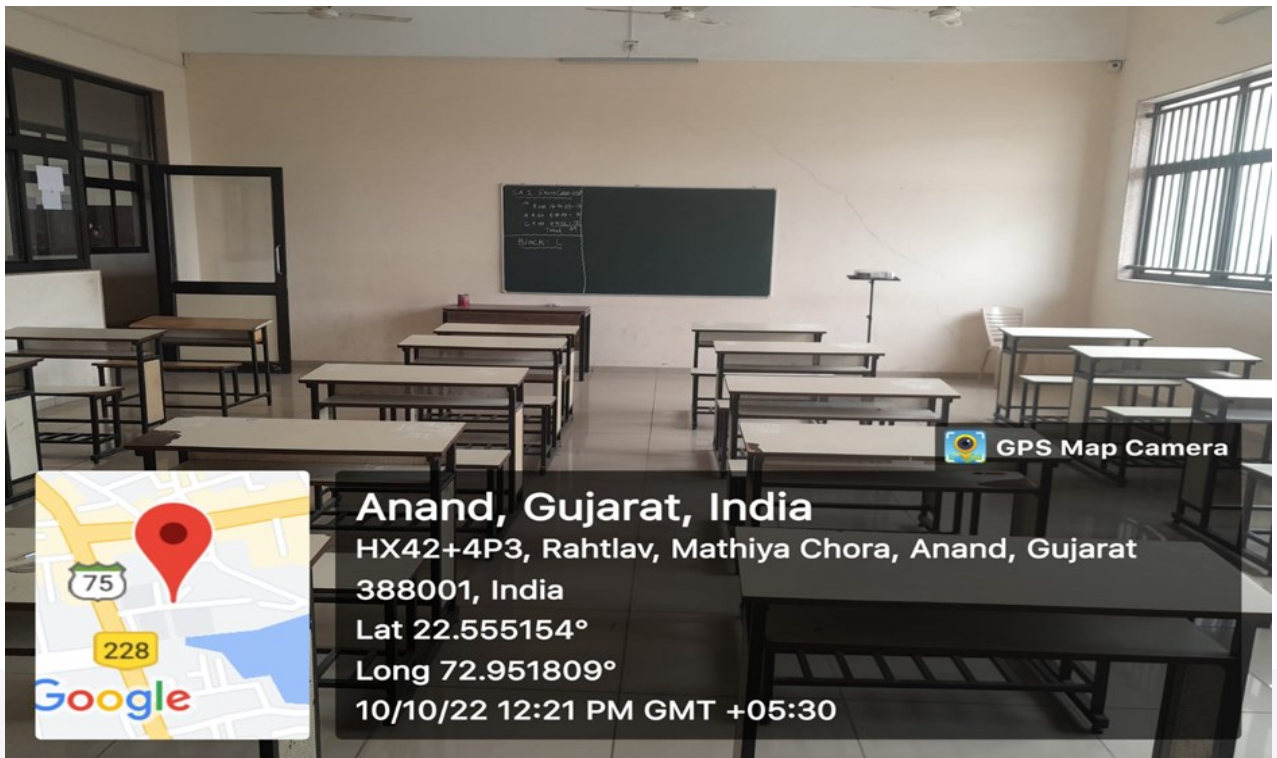 Block: C
GPS Map Camera
Anand, Gujarat, India
HX42+4P3, Rahtlav, Mathiya Chora, Anand, Gujarat
388001, India
Lat 22.555154°
Long 72.951809°
10/10/22 12:21 PM GMT +05:30
75
228
Google